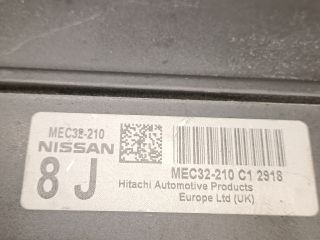 MEC32-210
NISSAN
8 J
MEC32-210 C1 2918
Hitachi Automotive Products
Europe Ltd (UK)